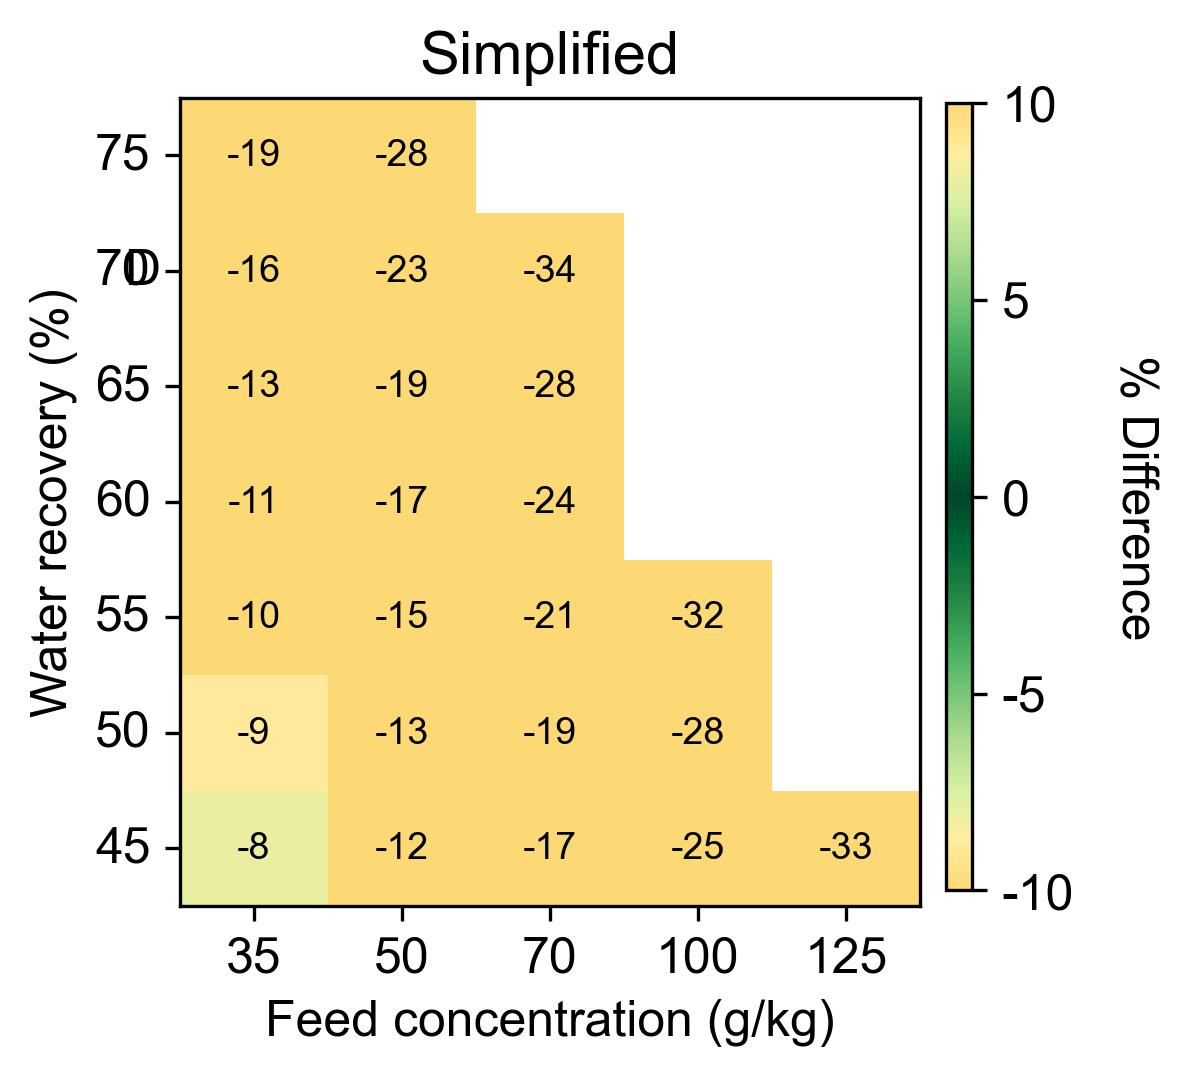 Simplified
75 -19 -28
70 D -16 -23 -34
65 -13 -19 -28
60 -11 -17 -24
55 -10 -15 -21 -32
50 -9 -13 -19 -28
45 -8 -12 -17 -25 -33
35 50 70 100 125
Feed concentration (g/kg)
Water recovery (%)
10
5
0
-5
-10
% Difference